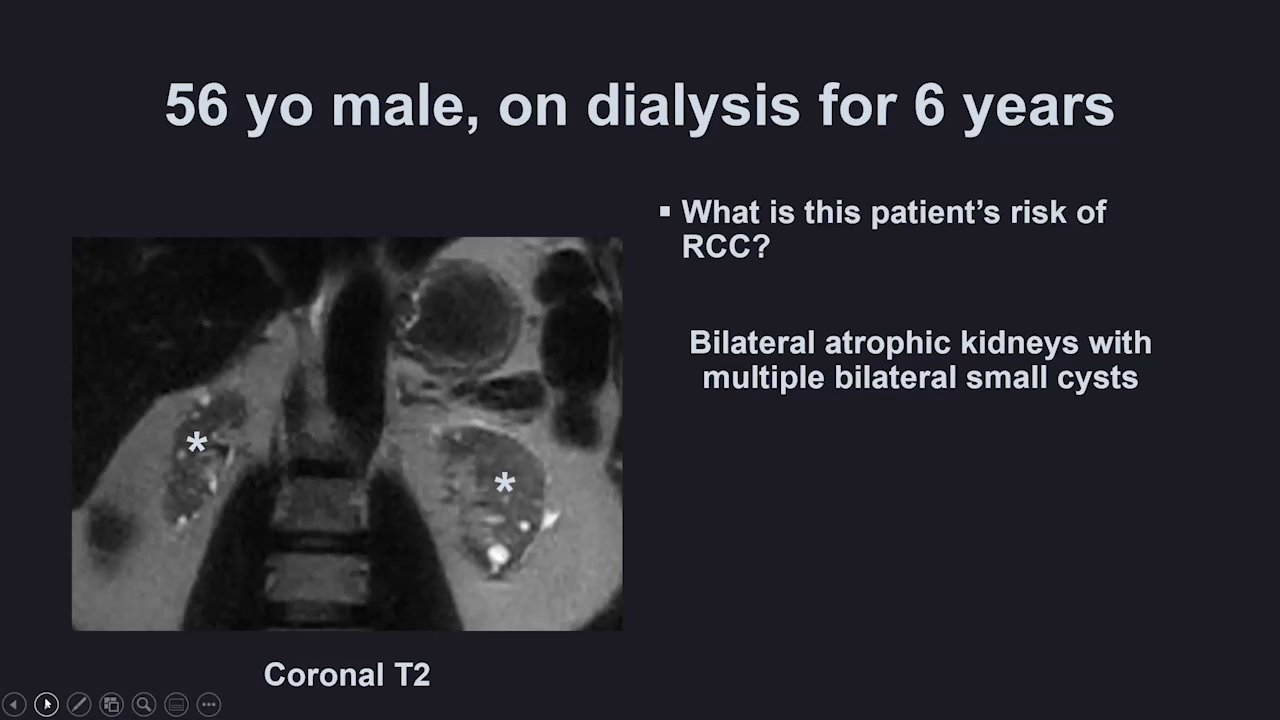 56 yo male, on dialysis for 6 years
▪ What is this patient’s risk of
RCC?
Bilateral atrophic kidneys with
multiple bilateral small cysts
*
*
Coronal T2